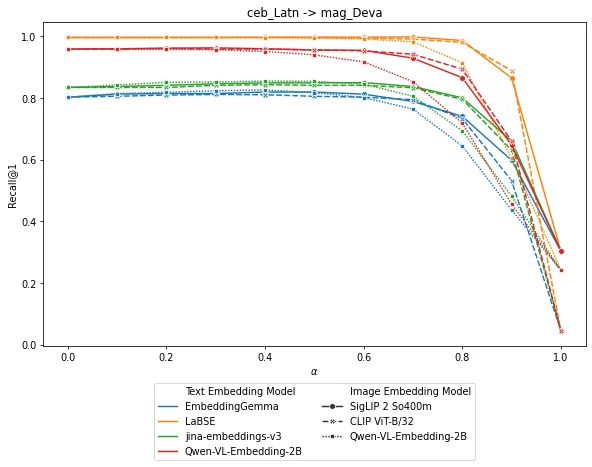 ceb_Latn -> mag_Deva
Recall@1
1.0
0.8
0.6
0.4
0.2
0.0
0.0 0.2 0.4 0.6 0.8 1.0
α
Text Embedding Model
EmbeddingGemma
LaBSE
jina-embeddings-v3
Qwen-VL-Embedding-2B
Image Embedding Model
SigLIP 2 So400m
CLIP ViT-B/32
Qwen-VL-Embedding-2B